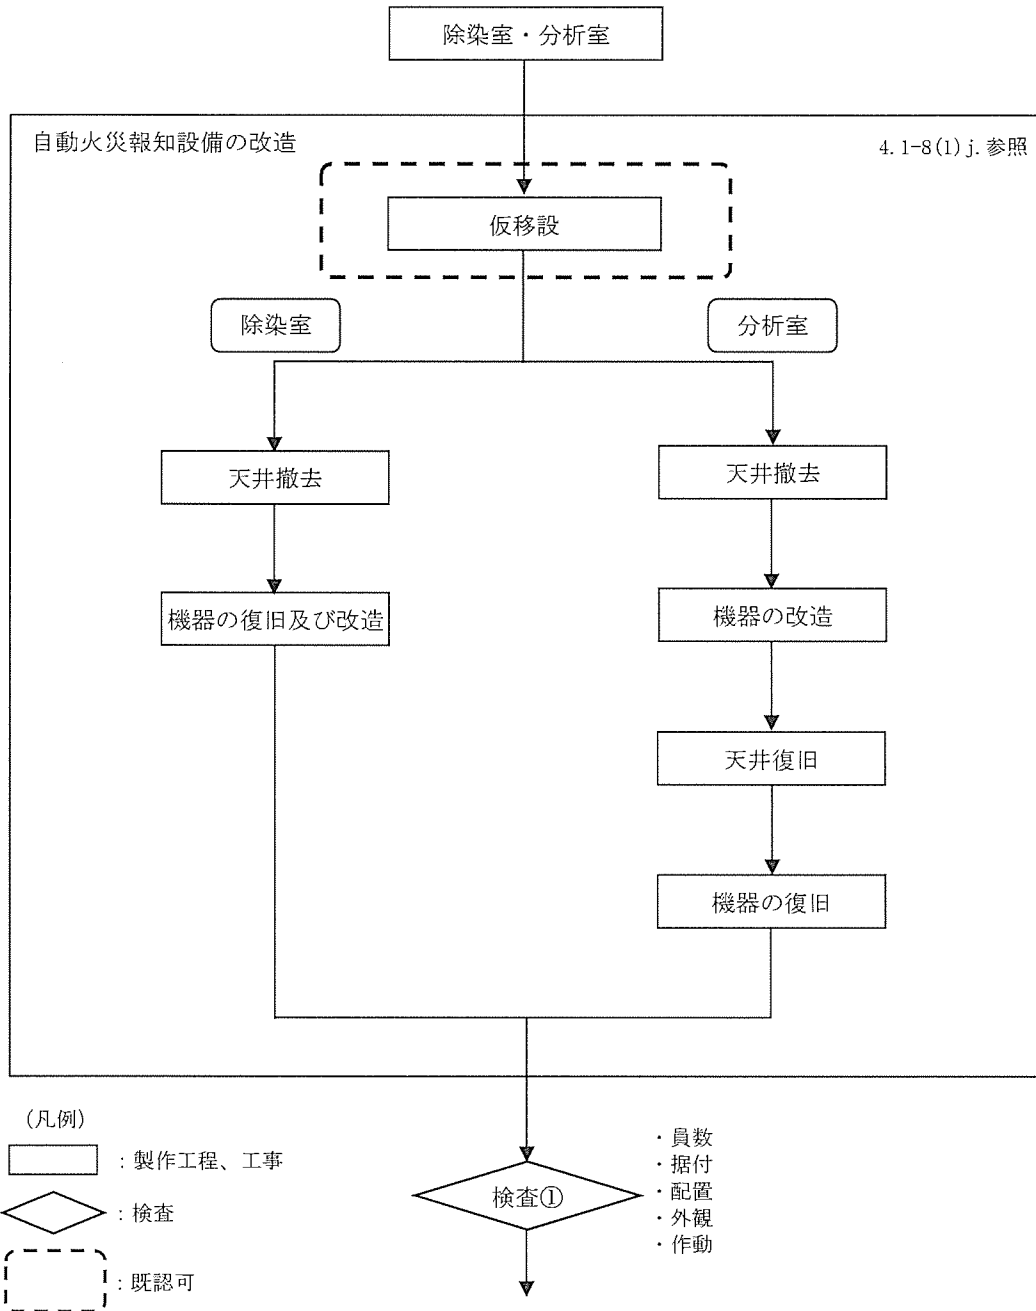 除染室・分析室
自動火災報知設備の改造
4.1-8(1)j.参照
仮移設
除染室
分析室
天井撤去
天井撤去
機器の復旧及び改造
機器の改造
天井復旧
機器の復旧
(凡例)
：製作工程、工事
：検査
：既認可
検査①
・員数
・据付
・配置
・外観
・作動